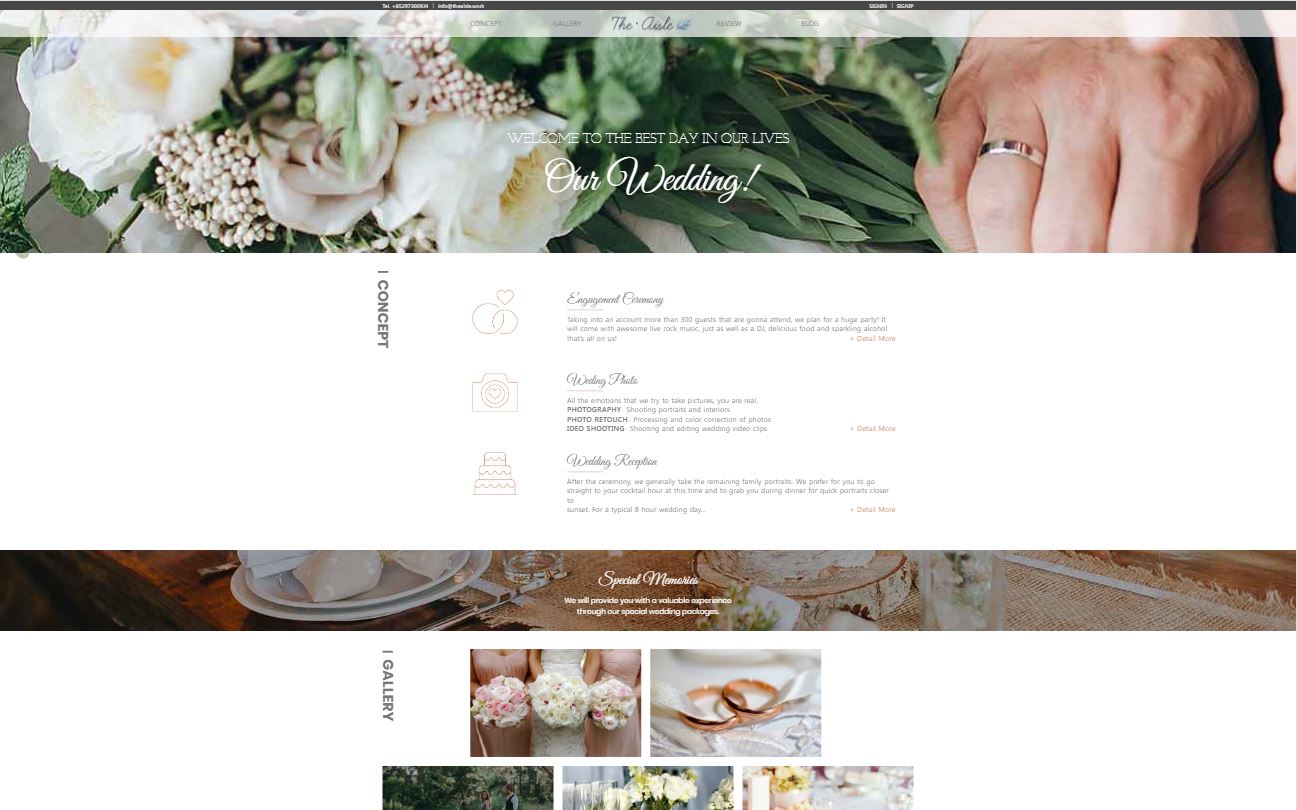 Tel. +85297300934 | info@theaisle.work
SIGNIN | SIGNIP
CONCEPT
GALLERY
The · Aisle
REVIEW
BLOG
WELCOME TO THE BEST DAY IN OUR LIVES
Our Wedding!
| CONCEPT
Engagement Ceremony
Taking into an account more than 300 guests that are gonna attend, we plan for a huge party! It
will come with awesome live rock music, just as well as a DJ, delicious food and sparkling alcohol
that's all on us!
+ Detail More
Weding Photo
All the emotions that we try to take pictures, you are real.
PHOTOGRAPHY · Shooting portraits and interiors
PHOTO RETOUCH · Processing and color correction of photos
IDEO SHOOTING · Shooting and editing wedding video clips
+ Detail More
Wedding Reception
After the ceremony, we generally take the remaining family portraits. We prefer for you to go
straight to your cocktail hour at this time and to grab you during dinner for quick portraits closer
to
sunset. For a typical 8 hour wedding day...
+ Detail More
Special Memories
We will provide you with a valuable experience
through our special wedding packages.
| GALLERY